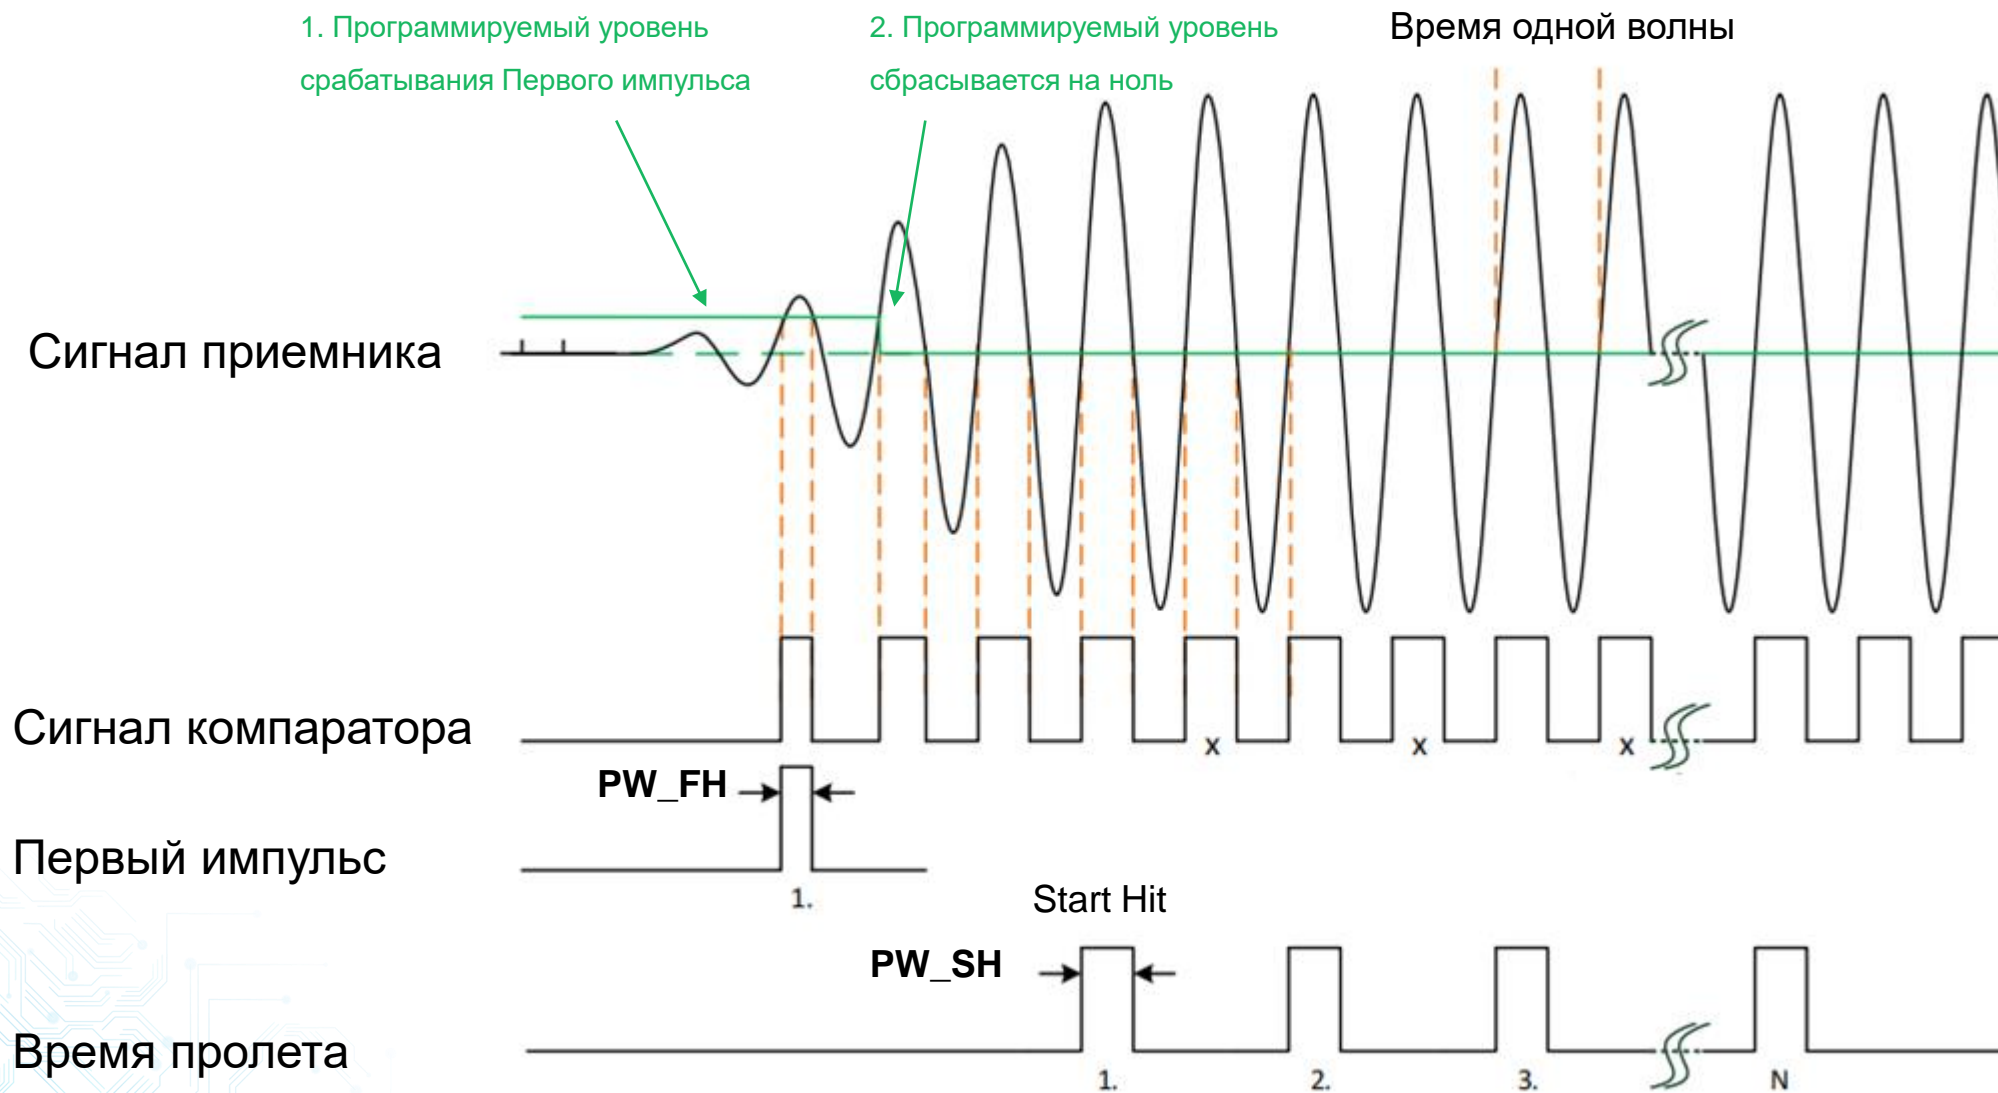 1. Программируемый уровень
срабатывания Первого импульса
2. Программируемый уровень
сбрасывается на ноль
Время одной волны
Сигнал приемника
Сигнал компаратора
x
x
x
PW_FH
Первый импульс
1.
Start Hit
PW_SH
Время пролета
1.
2.
3.
N